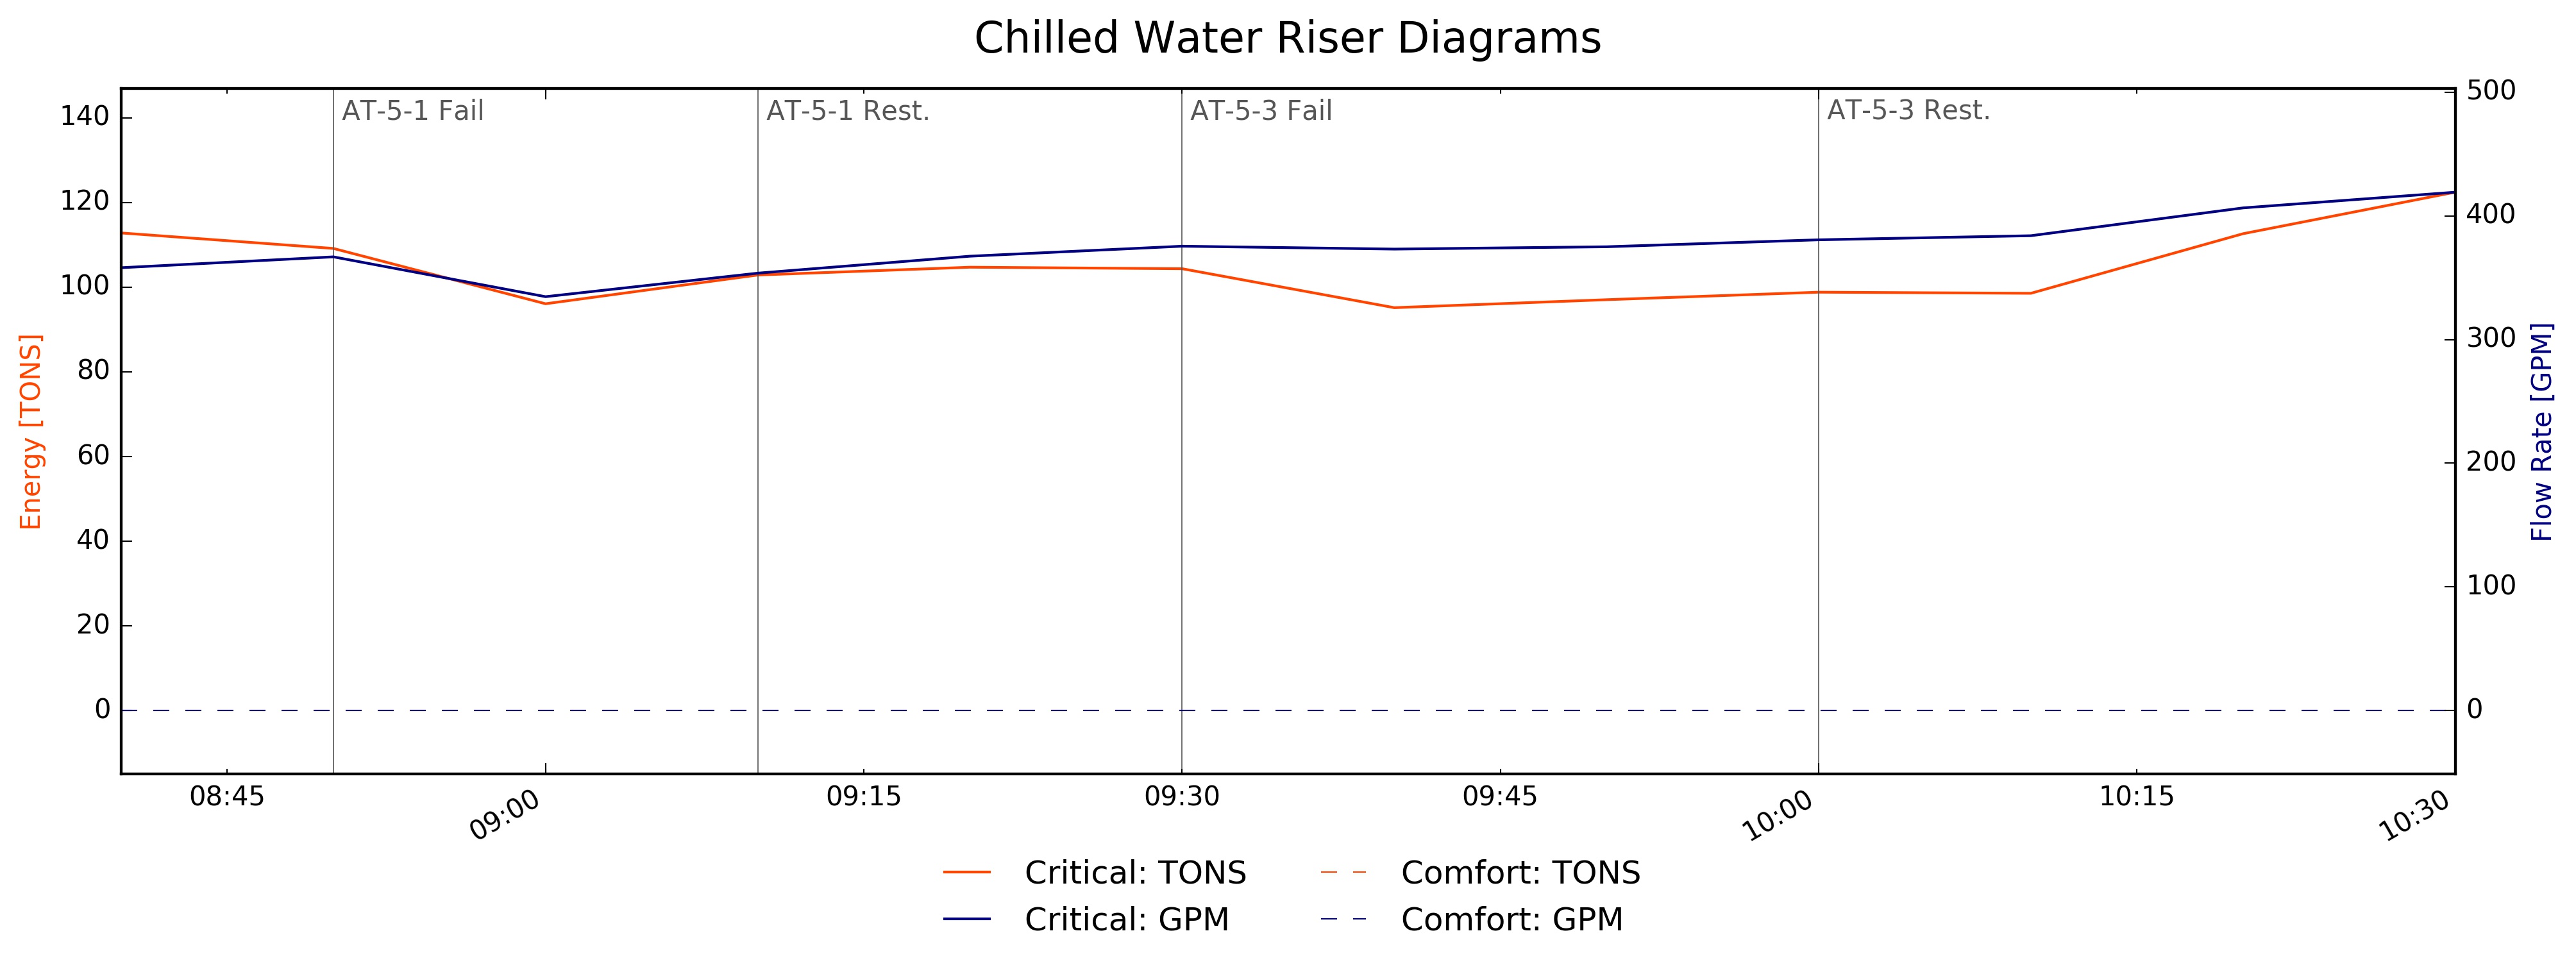 Chilled Water Riser Diagrams
AT-5-1 Fail
AT-5-1 Rest.
AT-5-3 Fail
AT-5-3 Rest.
140
120
100
80
60
40
20
0
Energy [TONS]
500
400
300
200
100
0
Flow Rate [GPM]
08:45
09:00
09:15
09:30
09:45
10:00
10:15
10:30
Critical: TONS
Critical: GPM
Comfort: TONS
Comfort: GPM